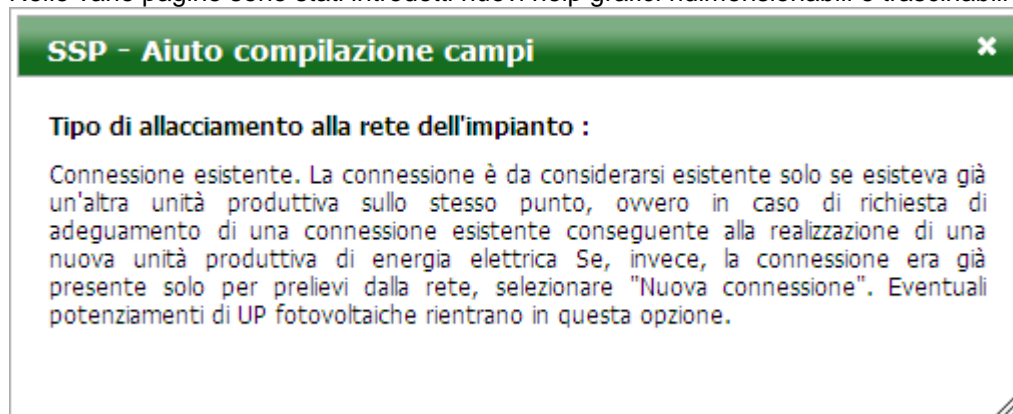 SSP - Aiuto compilazione campi
Tipo di allacciamento alla rete dell'impianto :
Connessione esistente. La connessione è da considerarsi esistente solo se esisteva già
un'altra unità produttiva sullo stesso punto, ovvero in caso di richiesta di
adeguamento di una connessione esistente conseguente alla realizzazione di una
nuova unità produttiva di energia elettrica Se, invece, la connessione era già
presente solo per prelievi dalla rete, selezionare "Nuova connessione". Eventuali
potenziamenti di UP fotovoltaiche rientrano in questa opzione.